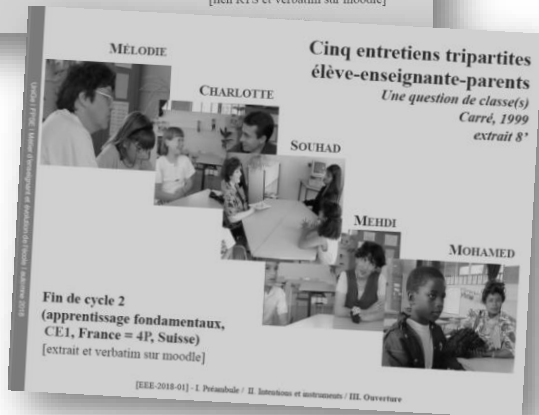 [lien RTS et verbatim sur moodle]
Cinq entretiens tripartites
élève-enseignante-parents
Une question de classe(s)
Carré, 1999
extrait 8'
MÉLODIE
CHARLOTTE
SOUHAD
MEHDI
MOHAMED
Fin de cycle 2
(apprentissage fondamentaux,
CE1, France = 4P, Suisse)
[extrait et verbatim sur moodle]
[EEE-2018-01] - I. Préambule / II. Intentions et instruments / III. Ouverture